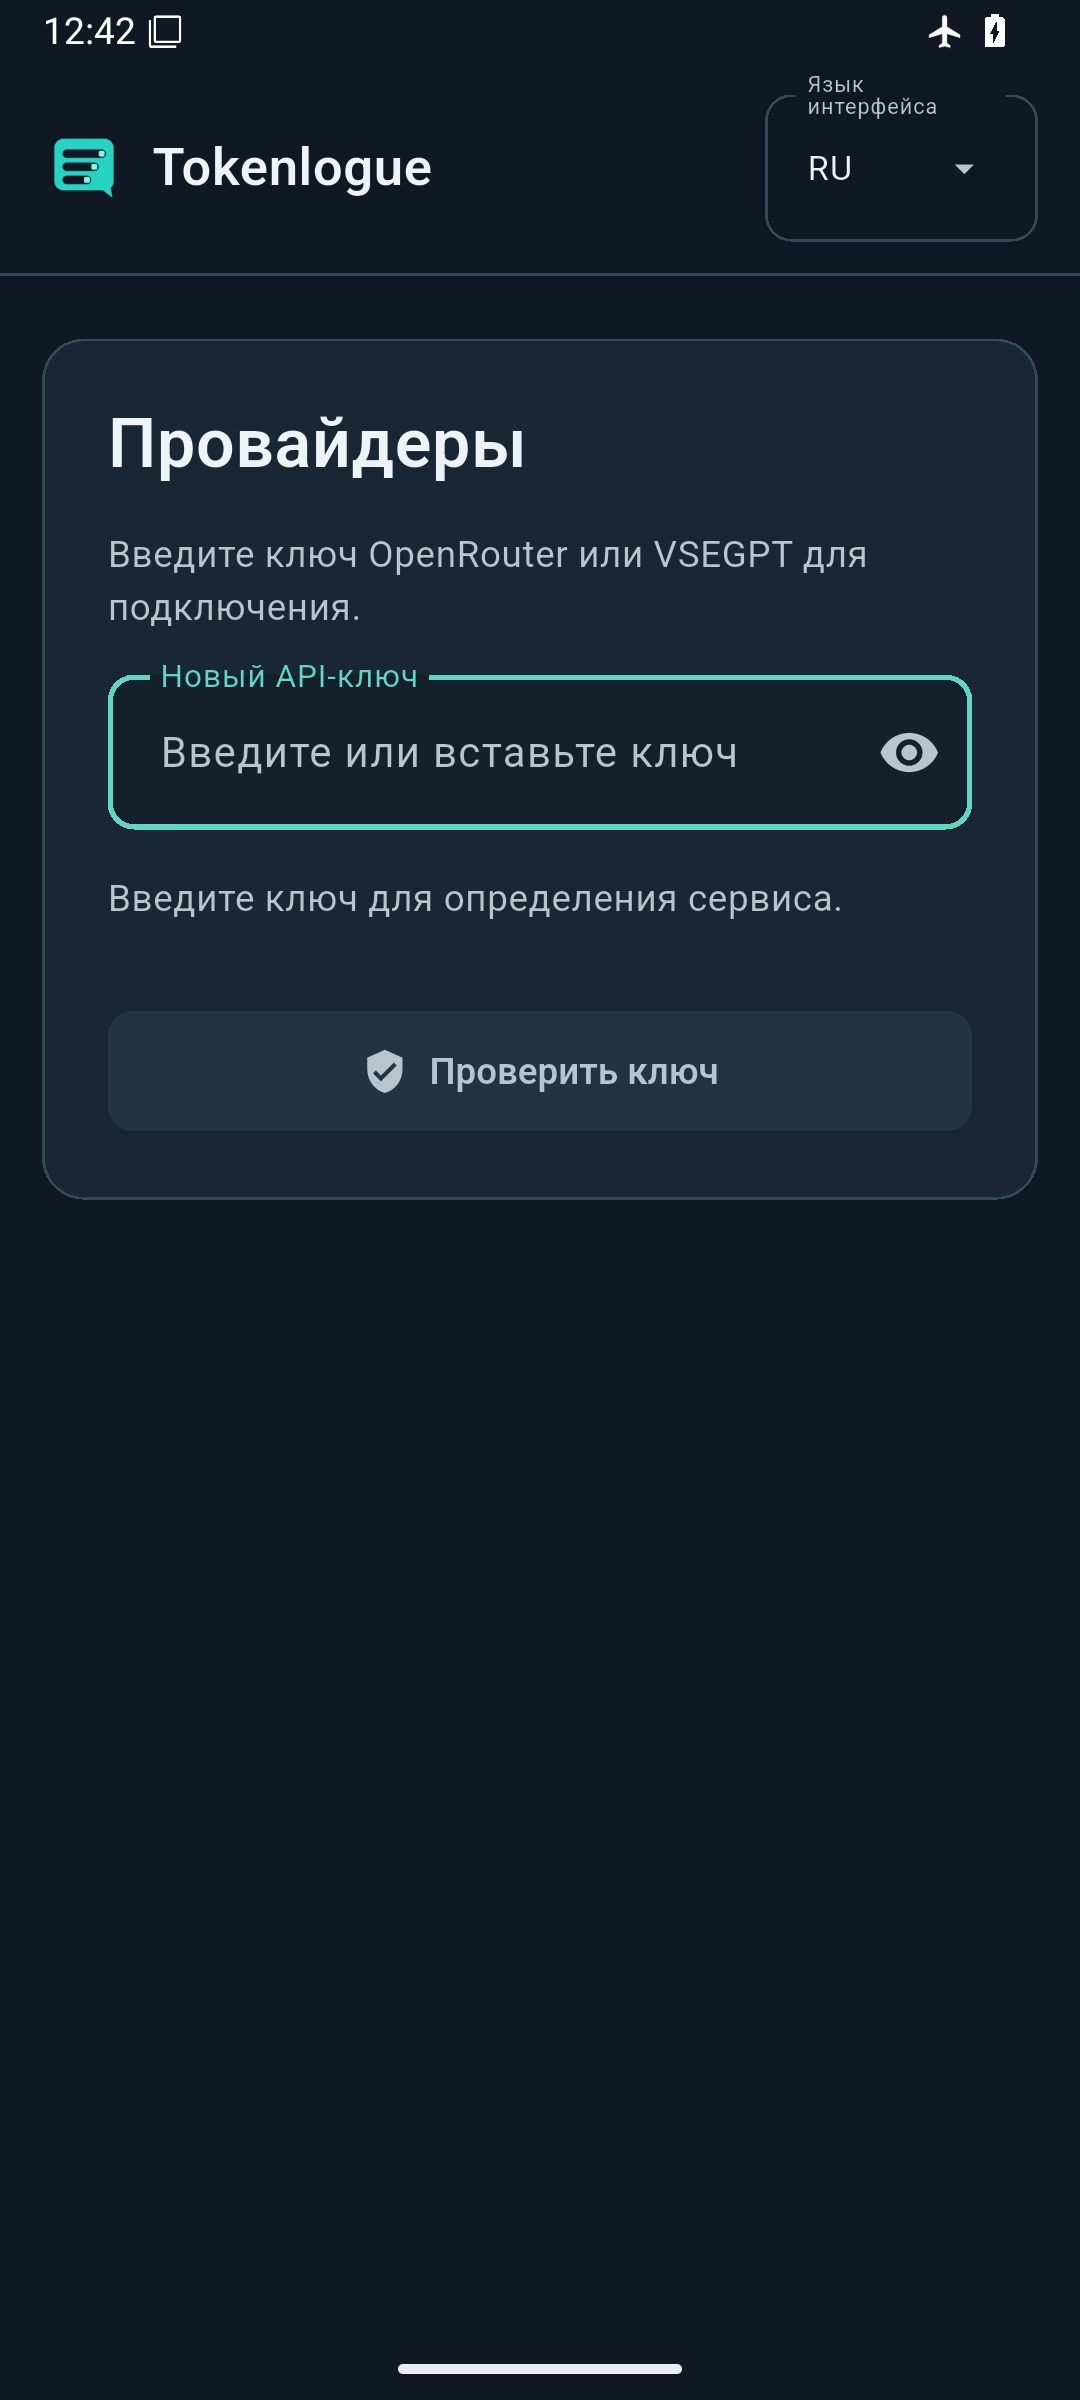 12:42
Язык
интерфейса
Tokenlogue
RU
Провайдеры
Введите ключ OpenRouter или VSEGPT для
подключения.
Новый API-ключ
Введите или вставьте ключ
Введите ключ для определения сервиса.
Проверить ключ